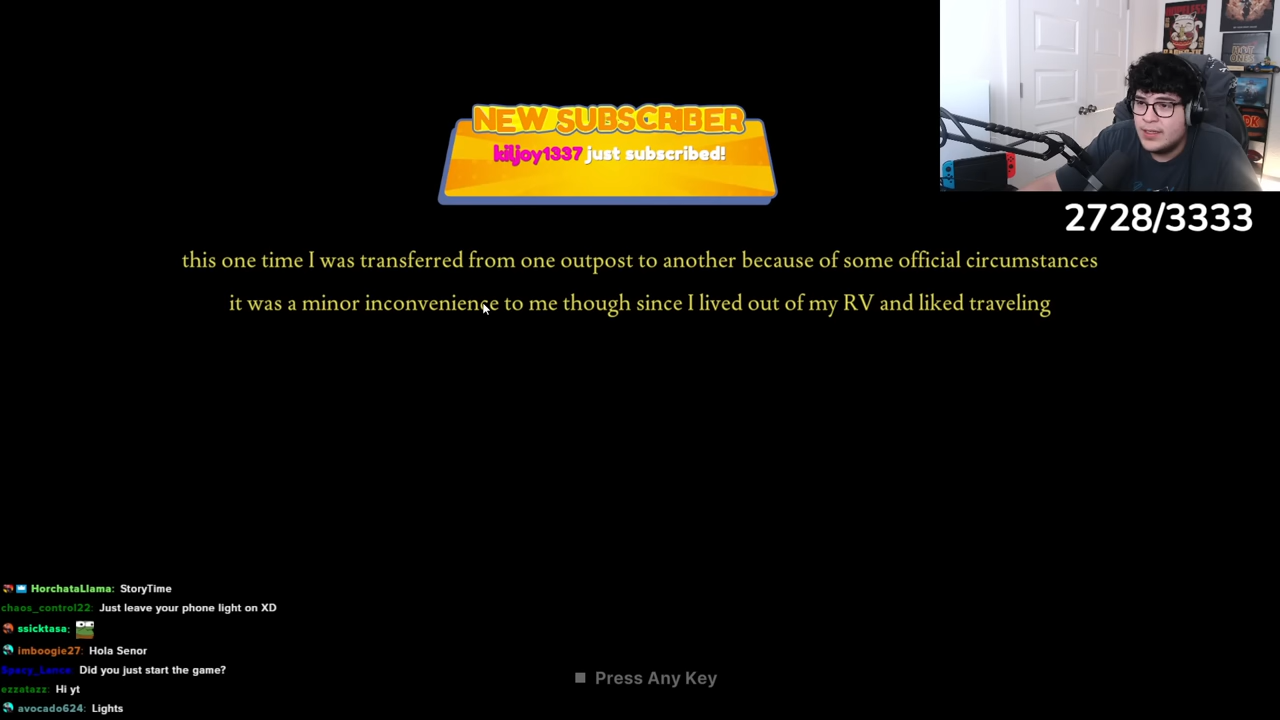 NEW SUBSCRIBER
kiljoy1337 just subscribed!
2728/3333
this one time I was transferred from one outpost to another because of some official circumstances
it was a minor inconvenience to me though since I lived out of my RV and liked traveling
HorchataLlama: StoryTime
chaos_control22: Just leave your phone light on XD
ssicktasa:
imboogie27: Hola Senor
Spacy_Lance: Did you just start the game?
ezzatazz: Hi yt
avocado624: Lights
Press Any Key